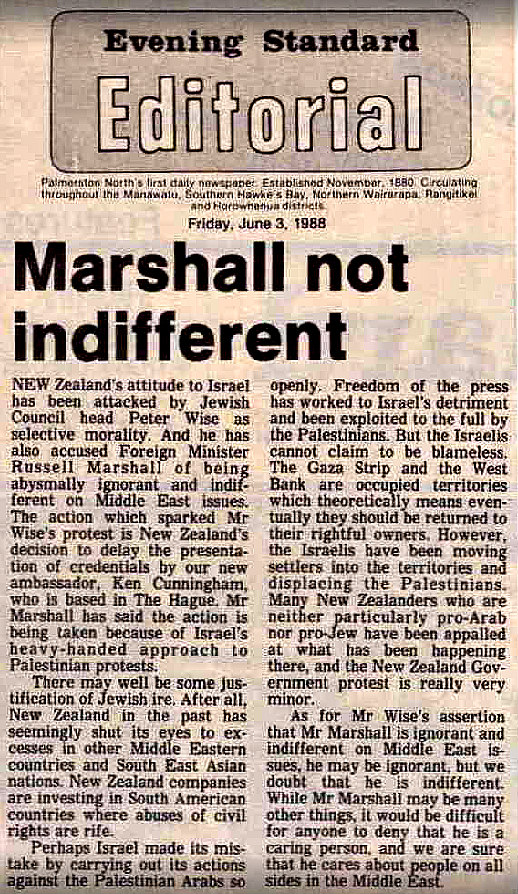 Evening Standard
Editorial
Palmerston North's first daily newspaper. Established November, 1880. Circulating
throughout the Manawatu, Southern Hawke's Bay, Northern Wairarapa, Rangitikei
and Horowhenua districts.
Friday, June 3, 1988
Marshall not
indifferent
NEW Zealand's attitude to Israel
has been attacked by Jewish
Council head Peter Wise as
selective morality. And he has
also accused Foreign Minister
Russell Marshall of being
abysmally ignorant and indif-
ferent on Middle East issues.
The action which sparked Mr
Wise's protest is New Zealand's
decision to delay the presenta-
tion of credentials by our new
ambassador, Ken Cunningham,
who is based in The Hague. Mr
Marshall has said the action is
being taken because of Israel's
heavy-handed approach to
Palestinian protests.
There may well be some jus-
tification of Jewish ire. After all,
New Zealand in the past has
seemingly shut its eyes to ex-
cesses in other Middle Eastern
countries and South East Asian
nations. New Zealand companies
are investing in South American
countries where abuses of civil
rights are rife.
Perhaps Israel made its mis-
take by carrying out its actions
against the Palestinian Arabs so
openly. Freedom of the press
has worked to Israel's detriment
and been exploited to the full by
the Palestinians. But the Israelis
cannot claim to be blameless.
The Gaza Strip and the West
Bank are occupied territories
which theoretically means even-
tually they should be returned to
their rightful owners. However,
the Israelis have been moving
settlers into the territories and
displacing the Palestinians.
Many New Zealanders who are
neither particularly pro-Arab
nor pro-Jew have been appalled
at what has been happening
there, and the New Zealand Gov-
ernment protest is really very
minor.
As for Mr Wise's assertion
that Mr Marshall is ignorant and
indifferent on Middle East is-
sues, he may be ignorant, but we
doubt that he is indifferent.
While Mr Marshall may be many
other things, it would be difficult
for anyone to deny that he is a
caring person, and we are sure
that he cares about people on all
sides in the Middle East.